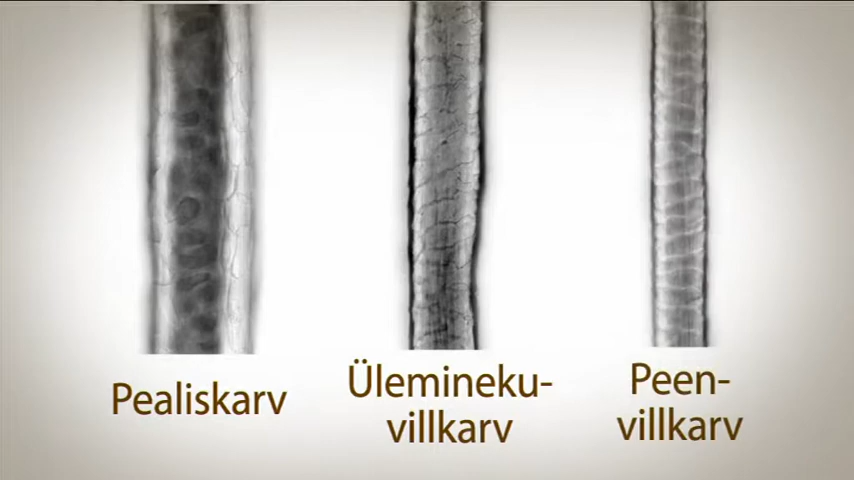 Pealiskarv
Ülemineku-
villkarv
Peen-
villkarv